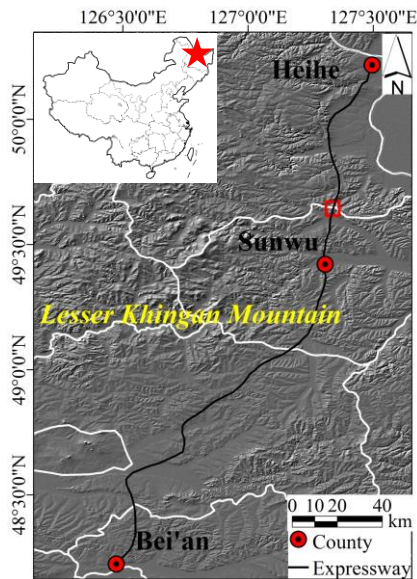 126°30'0"E 127°0'0"E 127°30'0"E
Heihe
N
50°0'0"N
Sunwu
49°30'0"N
Lesser Khingan Mountain
49°0'0"N
48°30'0"N
Bei'an
0 10 20 40
km
County
Expressway